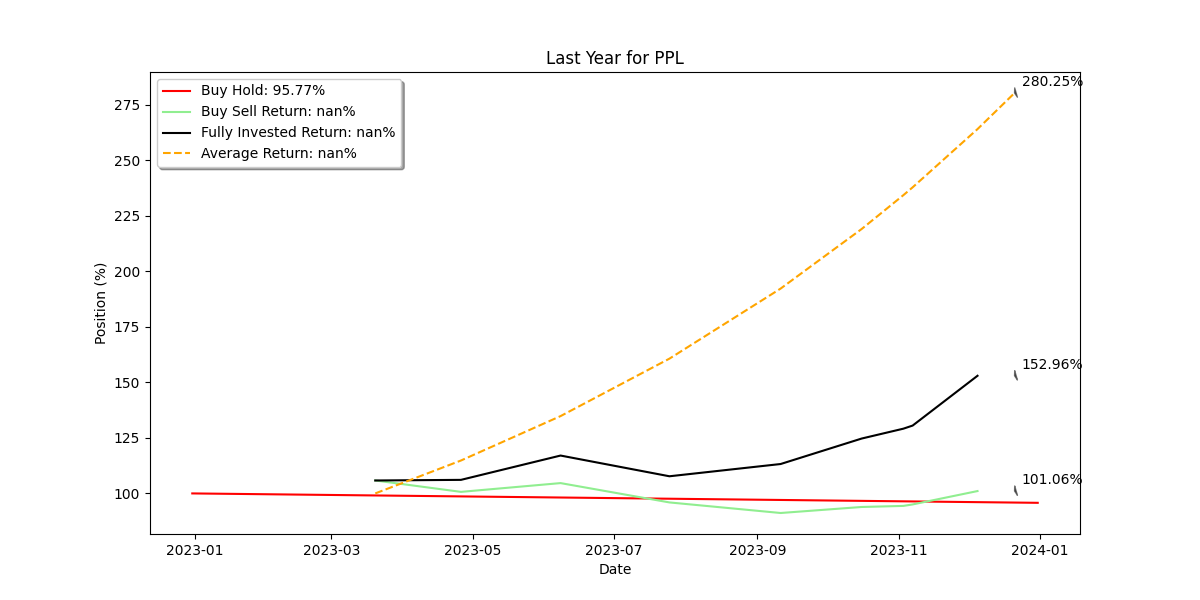 Last Year for PPL
Buy Hold: 95.77%
Buy Sell Return: nan%
Fully Invested Return: nan%
Average Return: nan%
280.25%
152.96%
101.06%
275
250
225
200
175
150
125
100
Position (%)
2023-01 2023-03 2023-05 2023-07 2023-09 2023-11 2024-01
Date